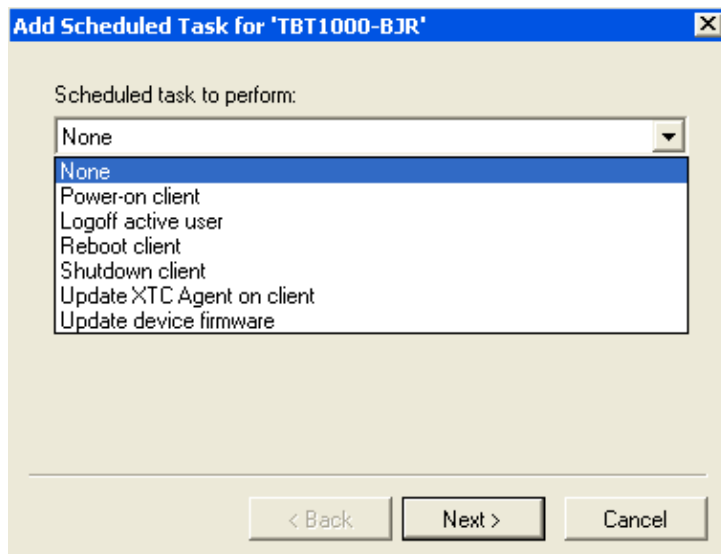 Add Scheduled Task for 'TBT1000-BJR'
Scheduled task to perform:
None
None
Power-on client
Logoff active user
Reboot client
Shutdown client
Update XTC Agent on client
Update device firmware
< Back Next > Cancel